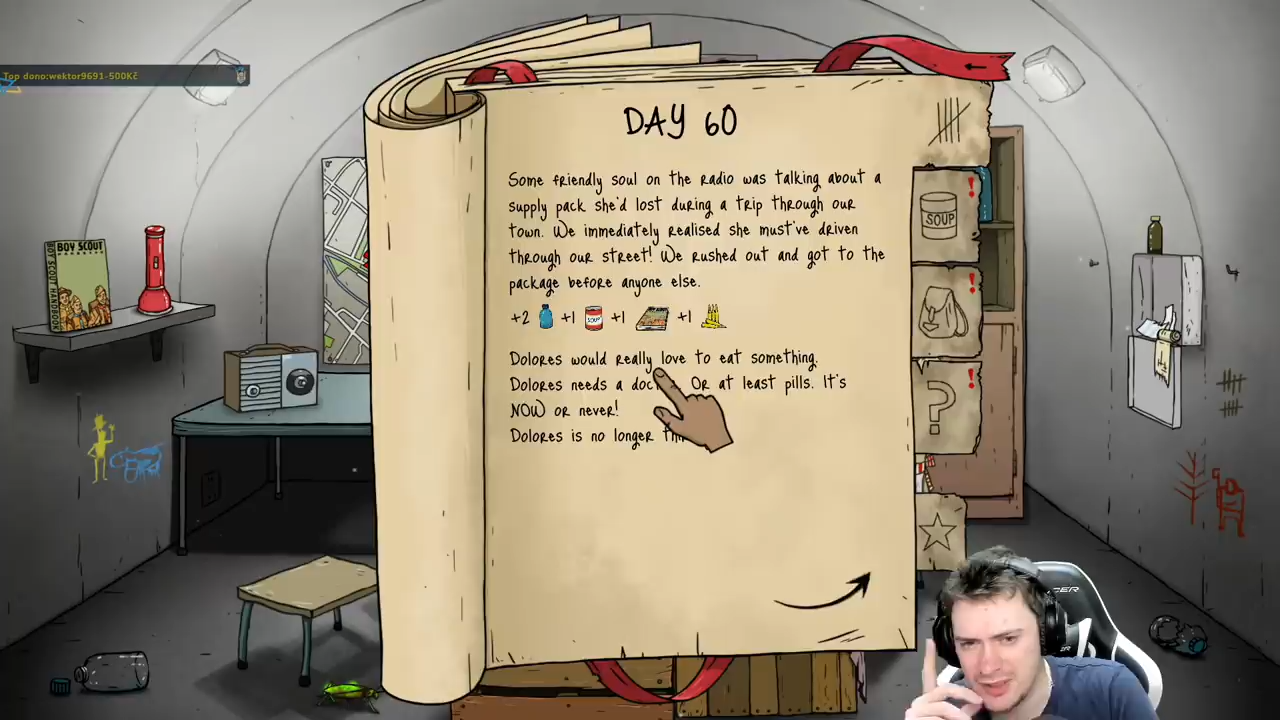 Top dono:wektor9691-500Kč
DAY 60
Some friendly soul on the radio was talking about a
supply pack she'd lost during a trip through our
town. We immediately realised she must've driven
through our street! We rushed out and got to the
package before anyone else.
+2 +1 +1 +1
Dolores would really love to eat something.
Dolores needs a Or at least pills. It's
NOW or never!
Dolores is no longer
SOUP
SOUP
BOY SCOUT
BOY SCOUT HANDBOOK